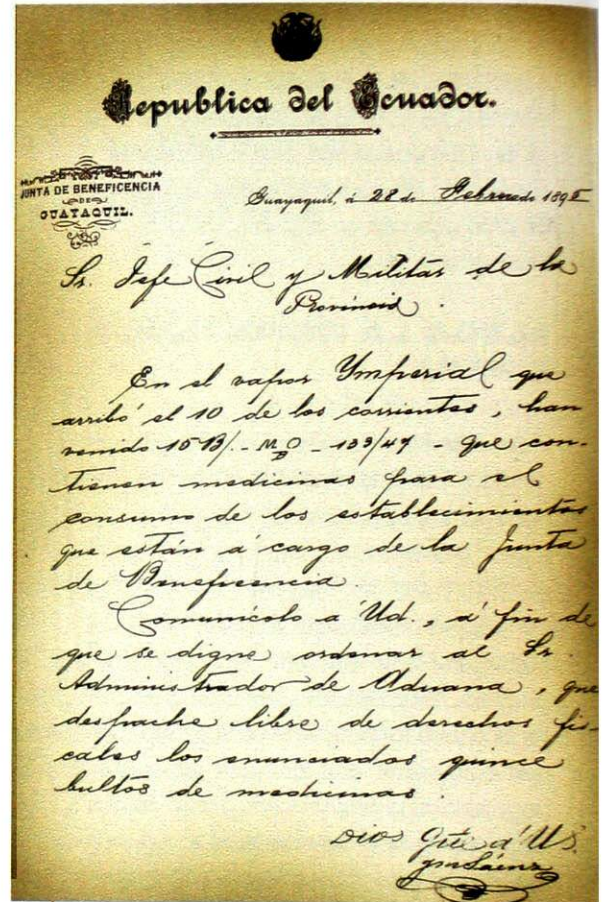 Republica del Ecuador.
JUNTA DE BENEFICENCIA
DE
GUAYAQUIL.
Guayaquil, á 28 de Febrero de 189
Sr. Jefe Civil y Militar de la
Provincia.
En el vapor Ymperial que
arribó el 10 de los corrientes, han
venido 15 B/. - M D O - 133/47 - que con-
tienen medicinas para el
consumo de los establecimientos
que están á cargo de la Junta
de Beneficencia.
Comunícolo a Ud., á fin de
que se digne ordenar al Sr.
Administrador de Aduana, que
despache libre de derechos fis-
cales los enunciados quince
bultos de medicinas.
Dios Gue á US.
Sáenz